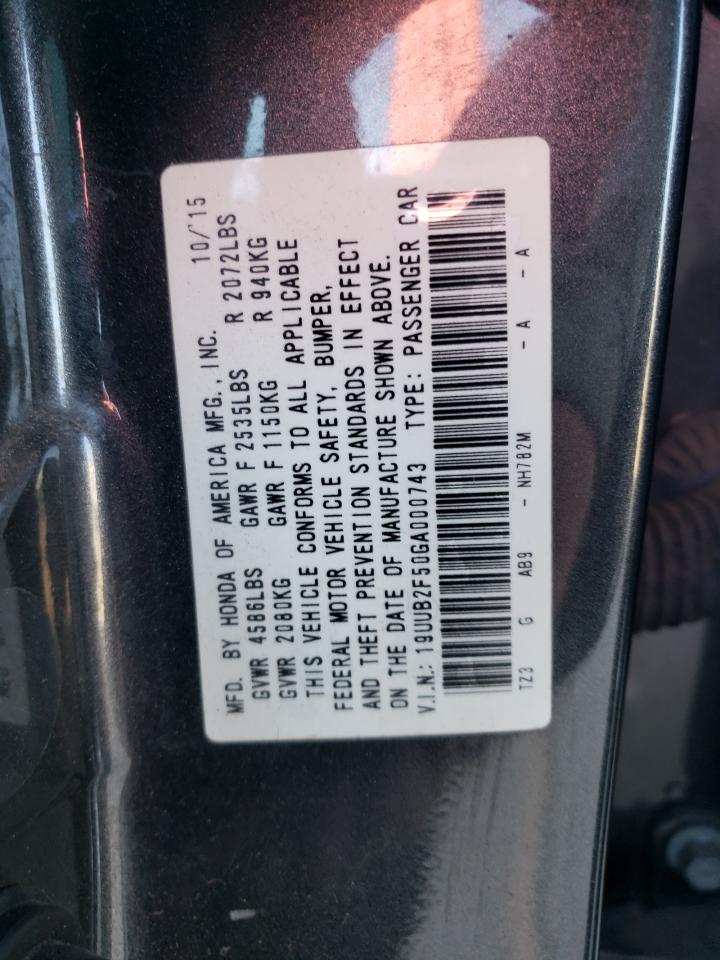 MFD. BY HONDA OF AMERICA MFG., INC. 10/'15
GVWR 4586LBS GAWR F 2535LBS R 2072LBS
GVWR 2080KG GAWR F 1150KG R 940KG
THIS VEHICLE CONFORMS TO ALL APPLICABLE
FEDERAL MOTOR VEHICLE SAFETY, BUMPER,
AND THEFT PREVENTION STANDARDS IN EFFECT
ON THE DATE OF MANUFACTURE SHOWN ABOVE.
V.I.N.: 19UUB2F50GA000743 TYPE: PASSENGER CAR
TZ3 G AB9 - NH782M - A - A